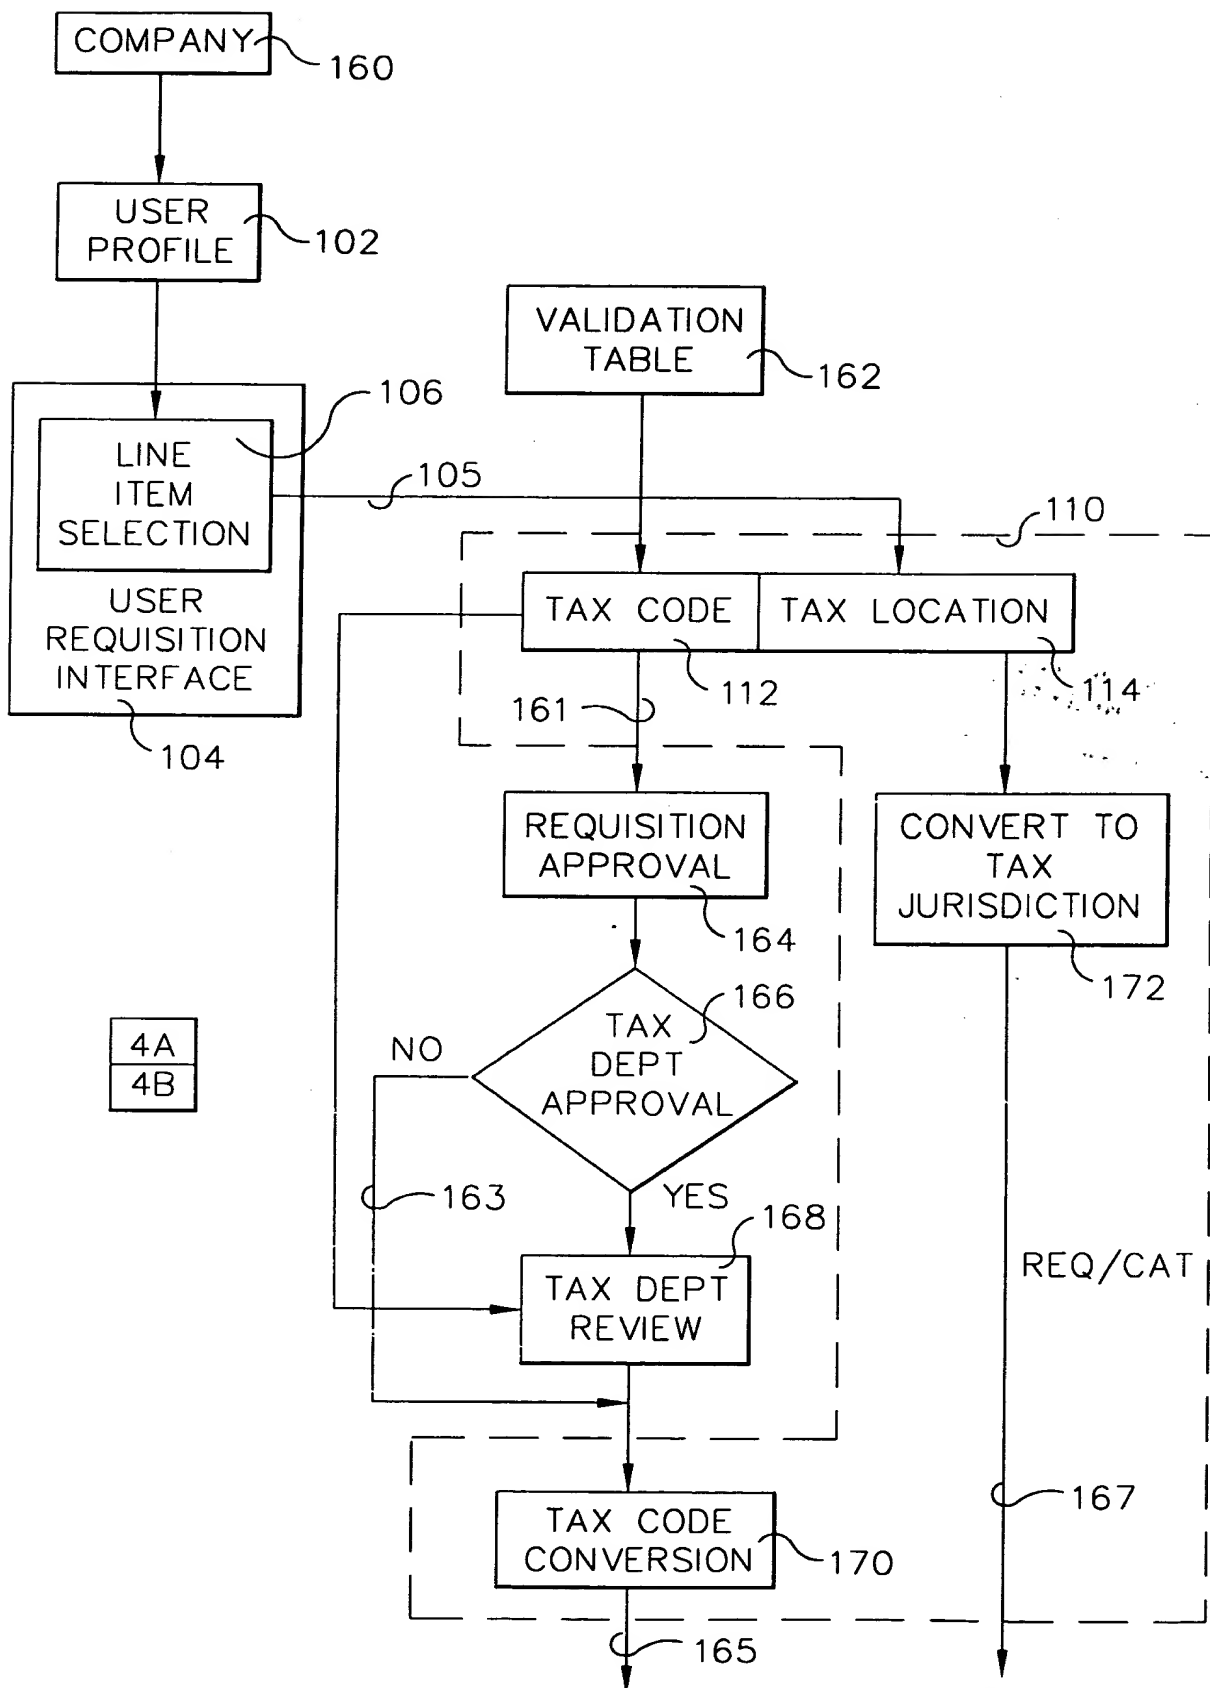 COMPANY
160
USER
PROFILE
102
VALIDATION
TABLE
162
106
LINE
ITEM
SELECTION
105
110
USER
REQUISITION
INTERFACE
104
TAX CODE
TAX LOCATION
112
114
161
REQUISITION
APPROVAL
164
CONVERT TO
TAX
JURISDICTION
172
166
TAX
DEPT
APPROVAL
NO
4A
4B
163
YES
168
TAX DEPT
REVIEW
REQ/CAT
167
TAX CODE
CONVERSION
170
165